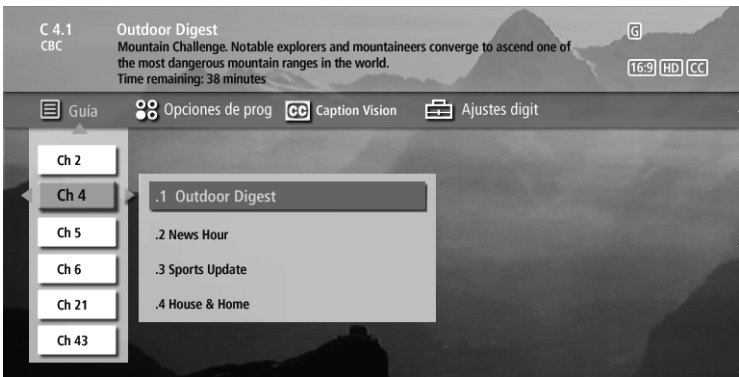 C 4.1
CBC
Outdoor Digest
Mountain Challenge. Notable explorers and mountaineers converge to ascend one of
the most dangerous mountain ranges in the world.
Time remaining: 38 minutes
G
16:9 HD CC
Guía
Opciones de prog
CC Caption Vision
Ajustes digit
Ch 2
Ch 4
Ch 5
Ch 6
Ch 21
Ch 43
.1 Outdoor Digest
.2 News Hour
.3 Sports Update
.4 House & Home